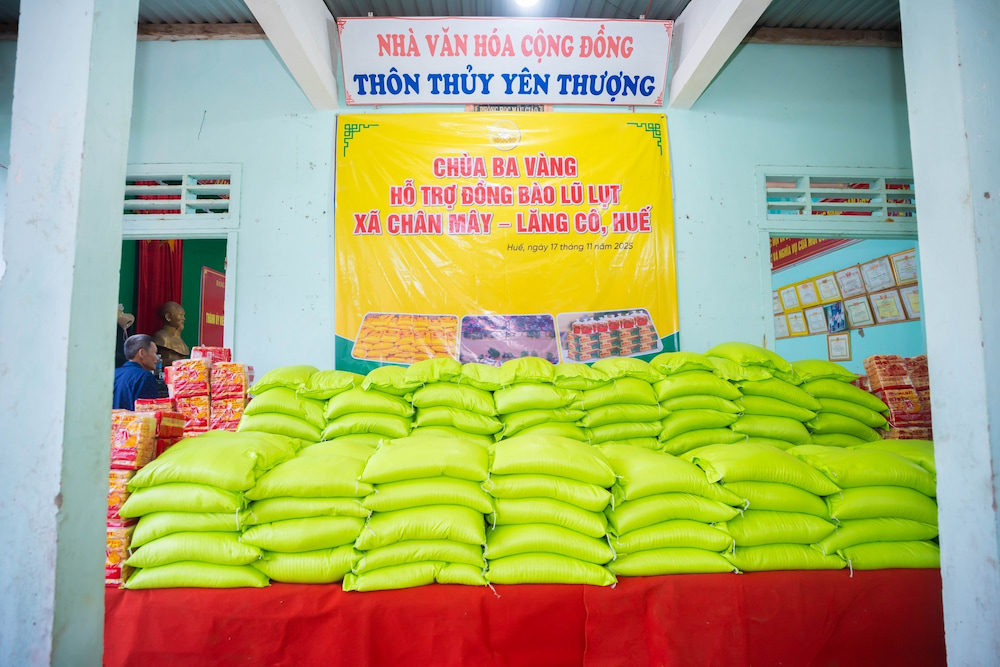 NHÀ VĂN HÓA CỘNG ĐỒNG
THÔN THỦY YÊN THƯỢNG
CHÙA BA VÀNG
HỖ TRỢ ĐỒNG BÀO LŨ LỤT
XÃ CHÂN MÂY – LĂNG CÔ, HUẾ
Huế, ngày 17 tháng 11 năm 2025